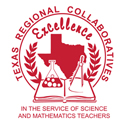 TEXAS REGIONAL COLLABORATIVES
Excellence
IN THE SERVICE OF SCIENCE
AND MATHEMATICS TEACHERS